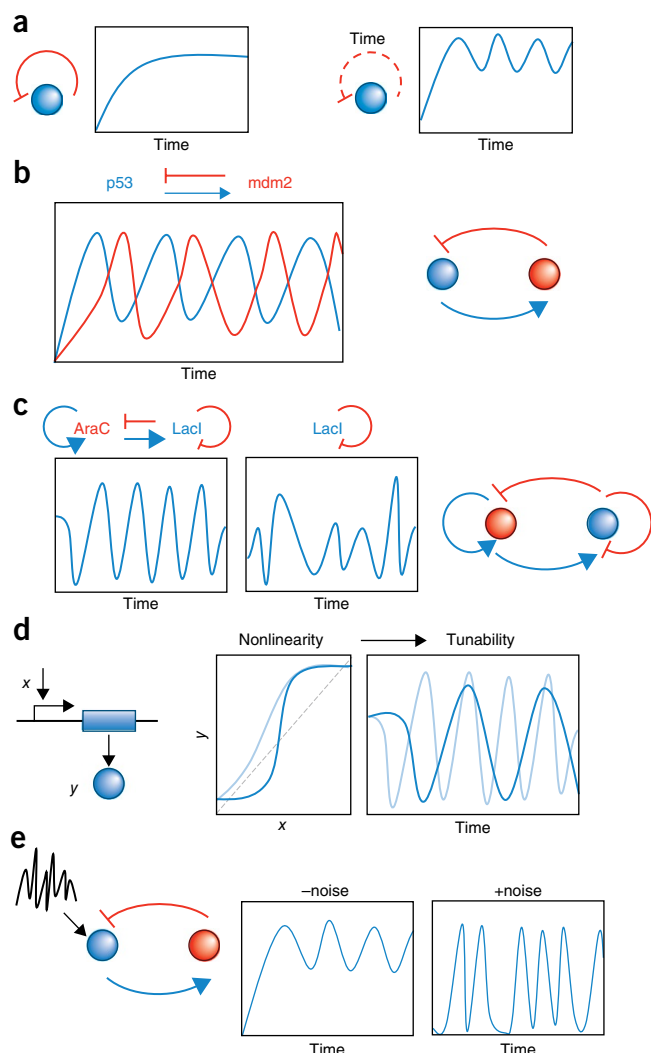 a
Time
Time
Time
b
p53 mdm2
Time
c
AraC LacI LacI
Time Time
d
Nonlinearity Tunability
x
y
y
x Time
e
–noise +noise
Time Time